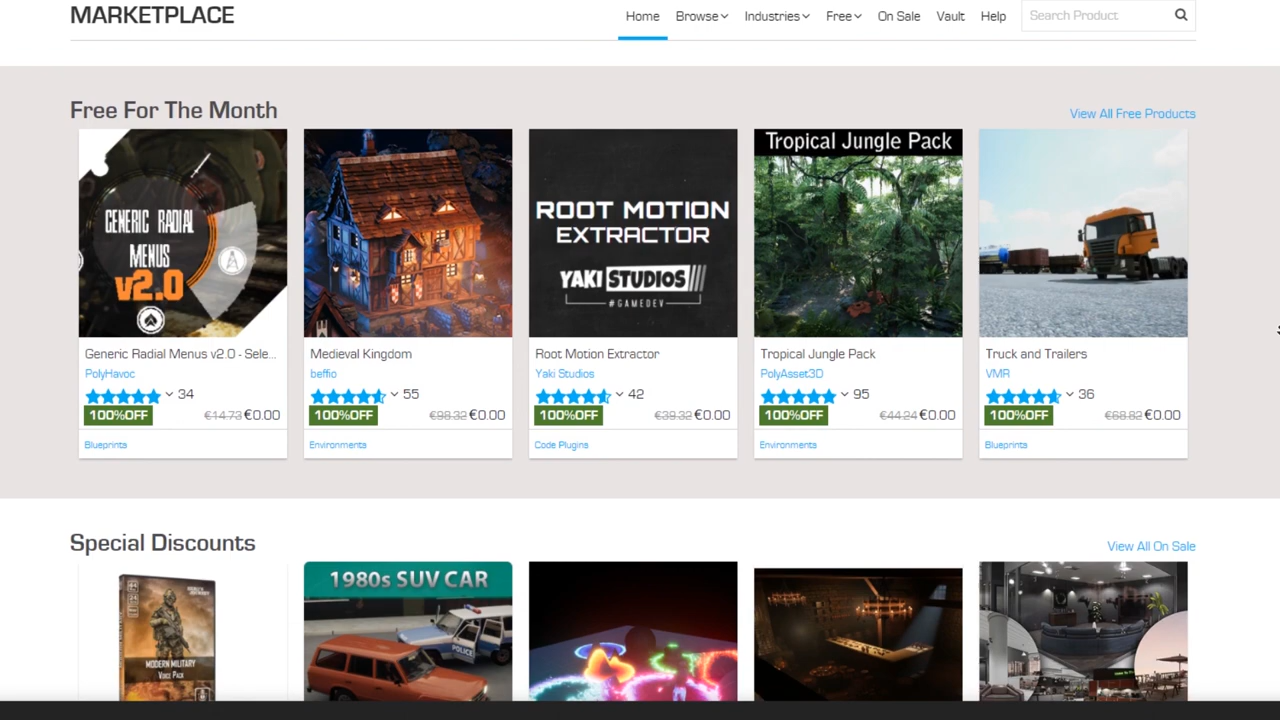 MARKETPLACE
Home Browse Industries Free On Sale Vault Help Search Product
Free For The Month
View All Free Products
GENERIC RADIAL
MENUS
v2.0
ROOT MOTION
EXTRACTOR
YAKI STUDIOS
#GAMEDEV
Tropical Jungle Pack
Generic Radial Menus v2.0 - Sele... Medieval Kingdom Root Motion Extractor Tropical Jungle Pack Truck and Trailers
PolyHavoc beffio Yaki Studios PolyAsset3D VMR
34 55 42 95 36
100%OFF €14.73 €0.00 100%OFF €98.32 €0.00 100%OFF €39.32 €0.00 100%OFF €44.24 €0.00 100%OFF €68.82 €0.00
Blueprints Environments Code Plugins Environments Blueprints
Special Discounts
View All On Sale
MODERN MILITARY
VOICE PACK
1980s SUV CAR
POLICE